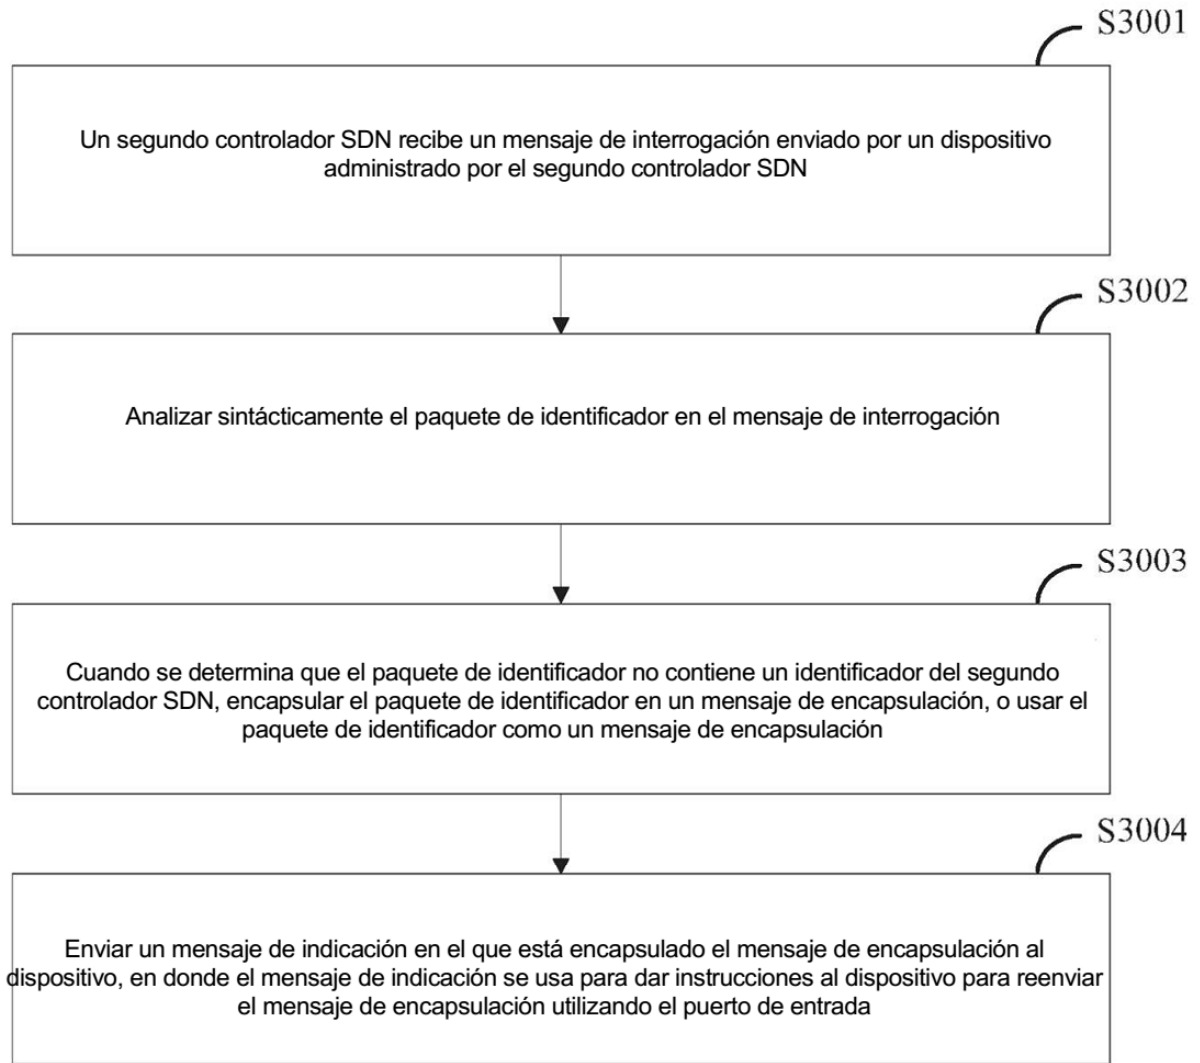 S3001
Un segundo controlador SDN recibe un mensaje de interrogación enviado por un dispositivo
administrado por el segundo controlador SDN
S3002
Analizar sintácticamente el paquete de identificador en el mensaje de interrogación
S3003
Cuando se determina que el paquete de identificador no contiene un identificador del segundo
controlador SDN, encapsular el paquete de identificador en un mensaje de encapsulación, o usar el
paquete de identificador como un mensaje de encapsulación
S3004
Enviar un mensaje de indicación en el que está encapsulado el mensaje de encapsulación al
dispositivo, en donde el mensaje de indicación se usa para dar instrucciones al dispositivo para reenviar
el mensaje de encapsulación utilizando el puerto de entrada